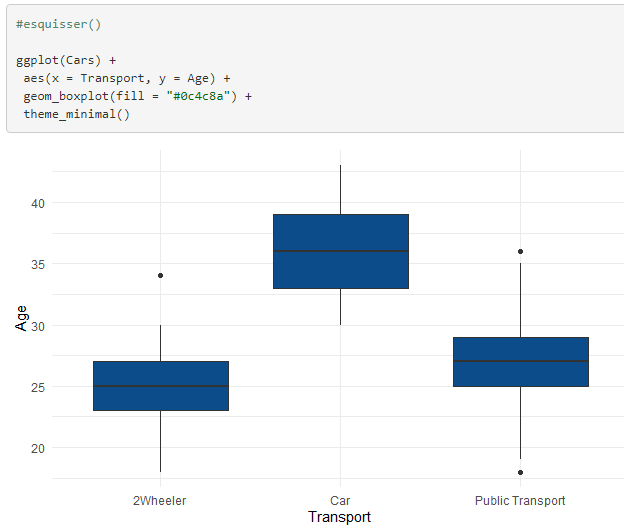 #esquisser()
ggplot(Cars) +
aes(x = Transport, y = Age) +
geom_boxplot(fill = "#0c4c8a") +
theme_minimal()
40
35
30
25
20
Age
2Wheeler Car Public Transport
Transport